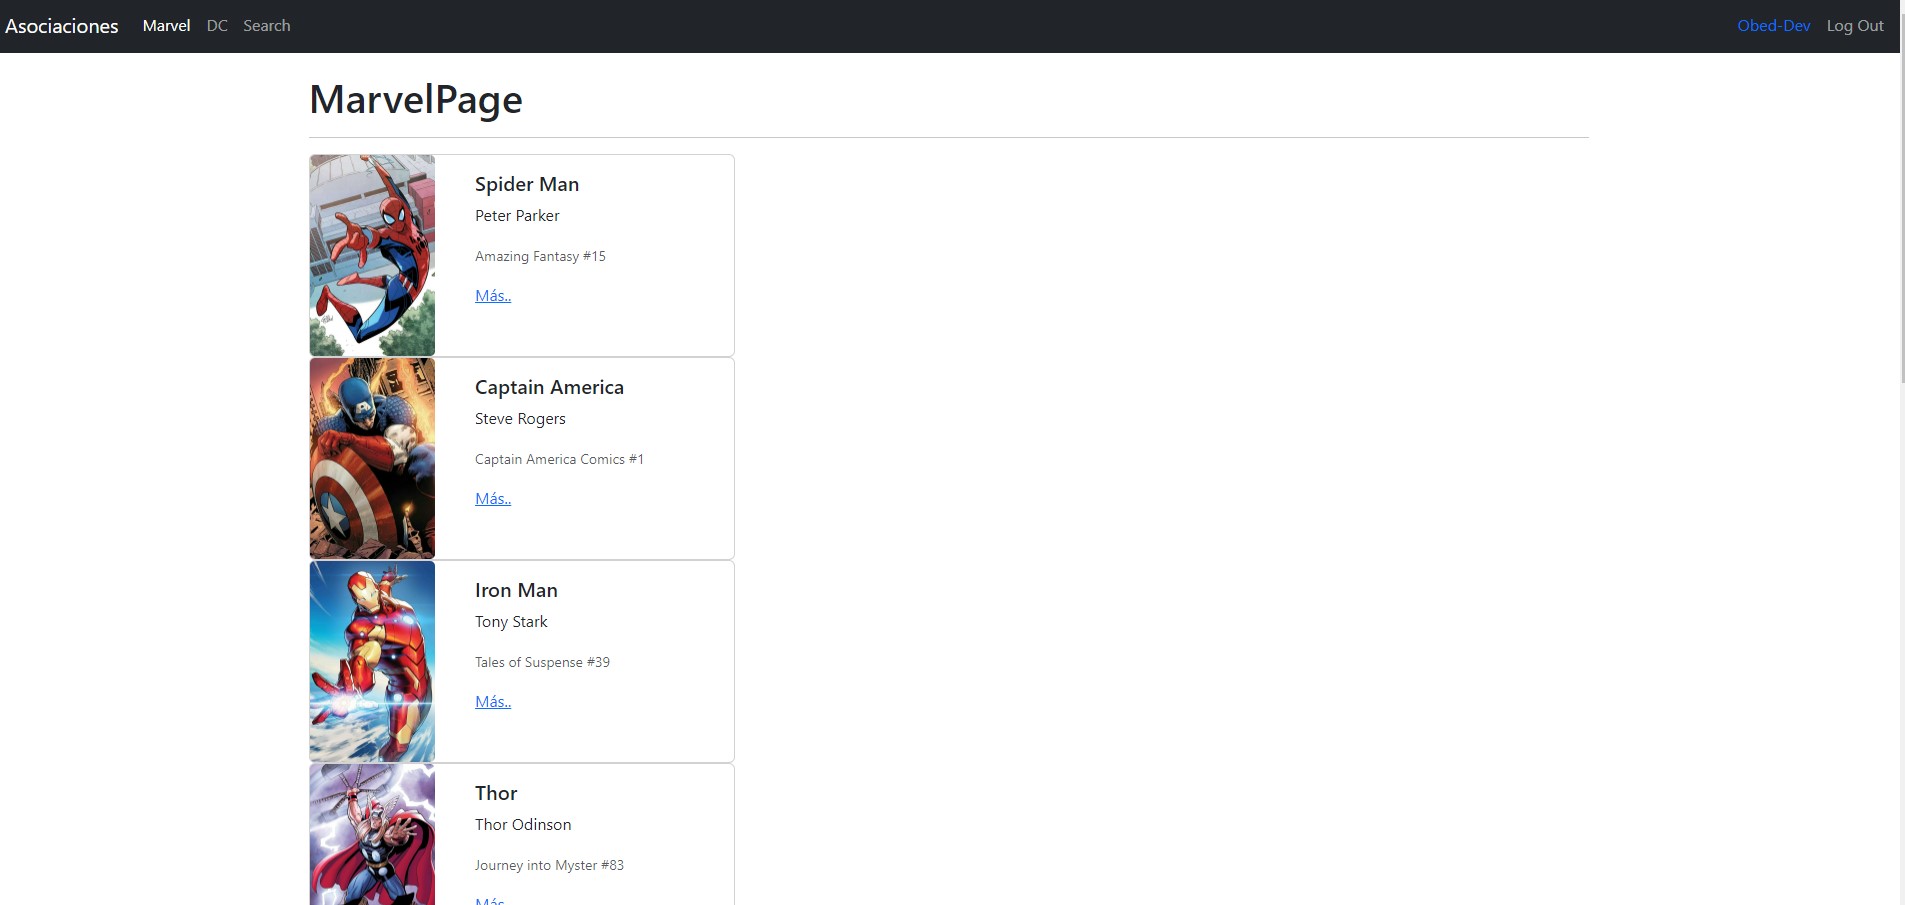 Asociaciones Marvel DC Search Obed-Dev Log Out
MarvelPage
Spider Man
Peter Parker
Amazing Fantasy #15
Más..
Captain America
Steve Rogers
Captain America Comics #1
Más..
Iron Man
Tony Stark
Tales of Suspense #39
Más..
Thor
Thor Odinson
Journey into Myster #83
Más